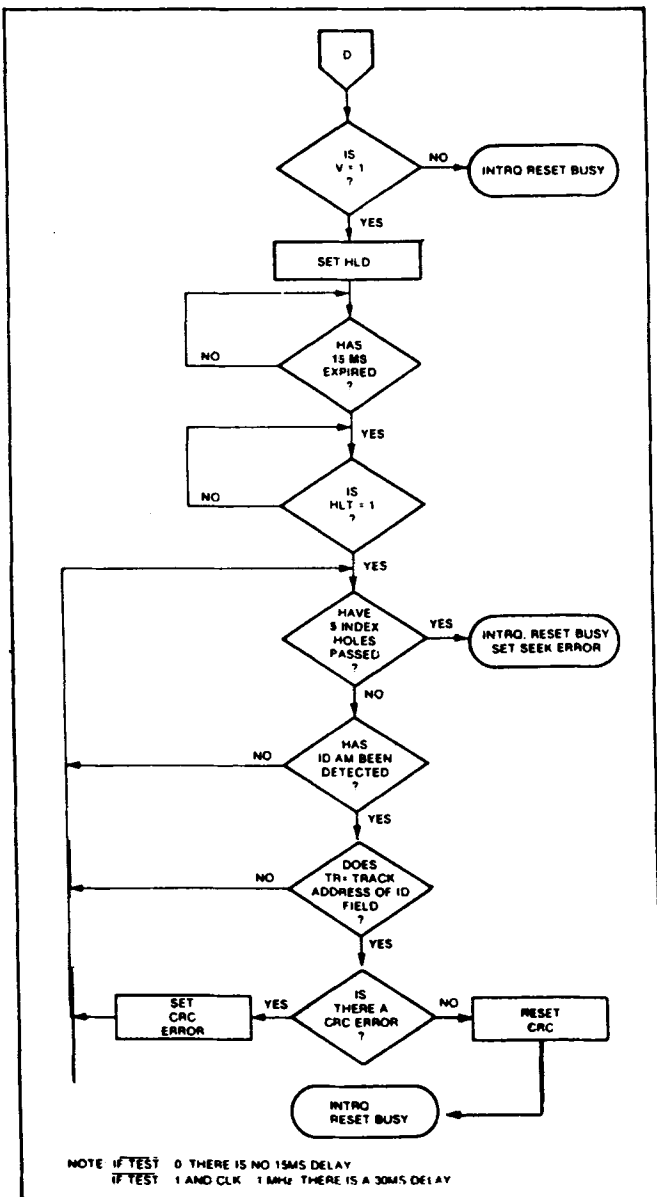 D
IS
V = 1
?
NO
INTRQ RESET BUSY
YES
SET HLD
NO
HAS
15 MS
EXPIRED
?
YES
NO
IS
HLT = 1
?
YES
HAVE
5 INDEX
HOLES
PASSED
?
YES
INTRQ. RESET BUSY
SET SEEK ERROR
NO
NO
HAS
ID AM BEEN
DETECTED
?
YES
NO
DOES
TR= TRACK
ADDRESS OF ID
FIELD
?
YES
SET
CRC
ERROR
YES
IS
THERE A
CRC ERROR
?
NO
RESET
CRC
INTRQ
RESET BUSY
NOTE IF TEST 0 THERE IS NO 15MS DELAY
IF TEST 1 AND CLK 1 MHz THERE IS A 30MS DELAY